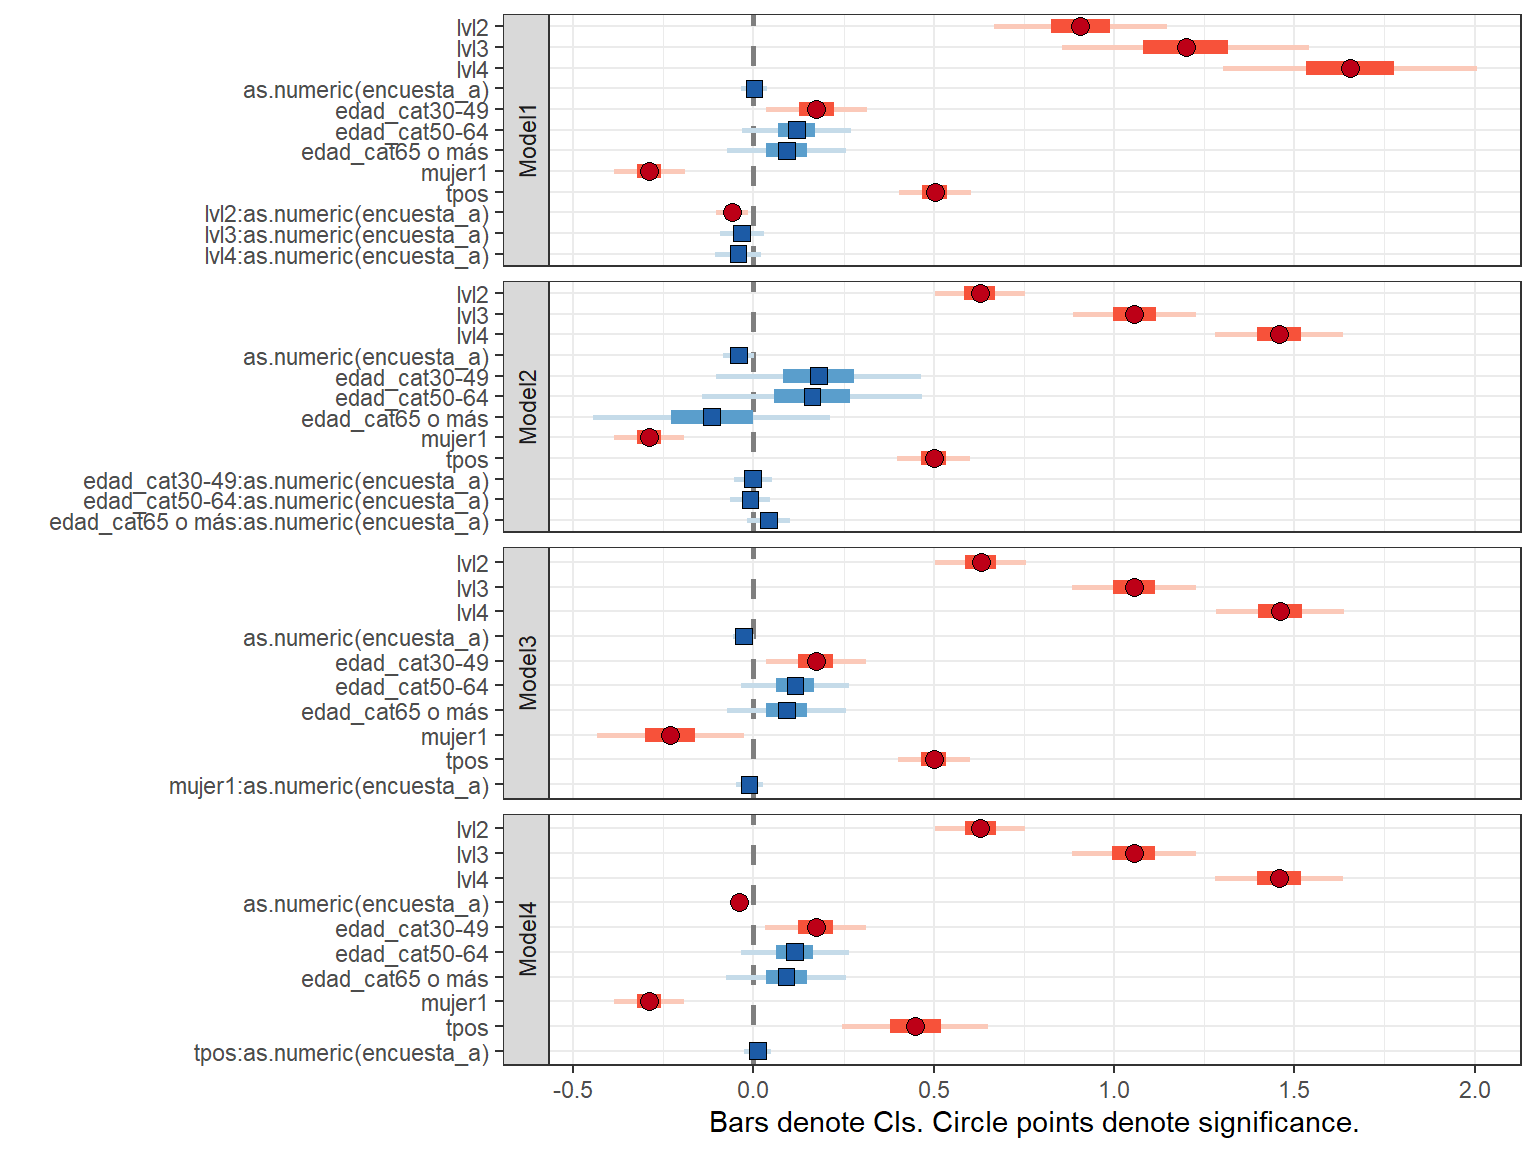 lvl2
lvl3
lvl4
as.numeric(encuesta_a)
edad_cat30-49
edad_cat50-64
edad_cat65 o más
mujer1
tpos
lvl2:as.numeric(encuesta_a)
lvl3:as.numeric(encuesta_a)
lvl4:as.numeric(encuesta_a)
Model1
lvl2
lvl3
lvl4
as.numeric(encuesta_a)
edad_cat30-49
edad_cat50-64
edad_cat65 o más
mujer1
tpos
edad_cat30-49:as.numeric(encuesta_a)
edad_cat50-64:as.numeric(encuesta_a)
edad_cat65 o más:as.numeric(encuesta_a)
Model2
lvl2
lvl3
lvl4
as.numeric(encuesta_a)
edad_cat30-49
edad_cat50-64
edad_cat65 o más
mujer1
tpos
mujer1:as.numeric(encuesta_a)
Model3
lvl2
lvl3
lvl4
as.numeric(encuesta_a)
edad_cat30-49
edad_cat50-64
edad_cat65 o más
mujer1
tpos
tpos:as.numeric(encuesta_a)
Model4
-0.5 0.0 0.5 1.0 1.5 2.0
Bars denote CIs. Circle points denote significance.